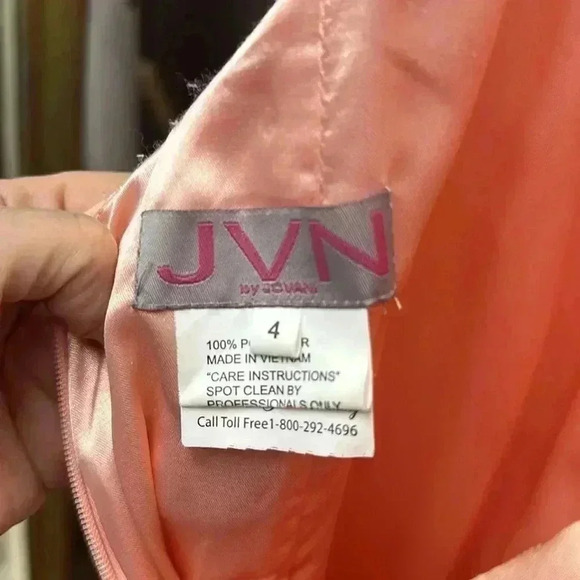 JVN
by JOVANI
4
100% P R
MADE IN VIETNAM
"CARE INSTRUCTIONS"
SPOT CLEAN BY
PROFESSIONALS ONLY
Call Toll Free1-800-292-4696